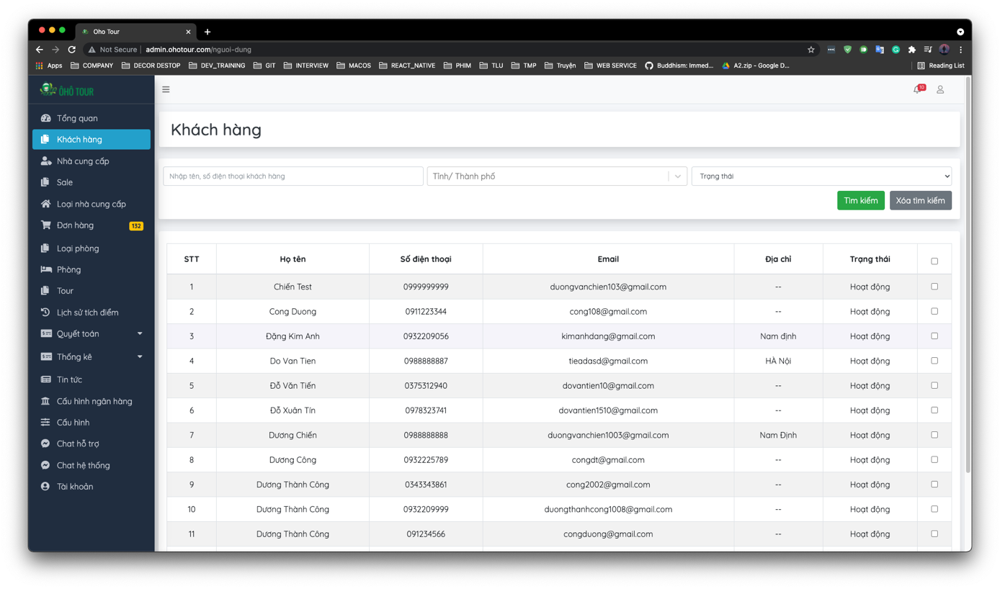 Oho Tour
Not Secure admin.ohotour.com/nguoi-dung
Apps COMPANY DECOR DESTOP DEV_TRAINING GIT INTERVIEW MACOS REACT_NATIVE PHIM TLU TMP Truyện WEB SERVICE Buddhism: Immed... A2.zip - Google D... Reading List
ÔHÔ TOUR
10
Tổng quan
Khách hàng
Nhà cung cấp
Sale
Loại nhà cung cấp
Đơn hàng 132
Loại phòng
Phòng
Tour
Lịch sử tích điểm
Quyết toán
Thống kê
Tin tức
Cấu hình ngân hàng
Cấu hình
Chat hỗ trợ
Chat hệ thống
Tài khoản
Khách hàng
Nhập tên, số điện thoại khách hàng Tỉnh/ Thành phố Trạng thái
Tìm kiếm Xóa tìm kiếm
STT Họ tên Số điện thoại Email Địa chỉ Trạng thái
1 Chiến Test 0999999999 duongvanchien103@gmail.com -- Hoạt động
2 Cong Duong 0911223344 cong108@gmail.com -- Hoạt động
3 Đặng Kim Anh 0932209056 kimanhdang@gmail.com Nam định Hoạt động
4 Do Van Tien 0988888887 tieadasd@gmail.com HÀ Nội Hoạt động
5 Đỗ Văn Tiến 0375312940 dovantien10@gmail.com -- Hoạt động
6 Đỗ Xuân Tín 0978323741 dovantien1510@gmail.com -- Hoạt động
7 Dương Chiến 0988888888 duongvanchien1003@gmail.com Nam Định Hoạt động
8 Dương Công 0932225789 congdt@gmail.com -- Hoạt động
9 Dương Thành Công 0343343861 cong2002@gmail.com -- Hoạt động
10 Dương Thành Công 0932209999 duongthanhcong1008@gmail.com -- Hoạt động
11 Dương Thành Công 091234566 congduong@gmail.com -- Hoạt động